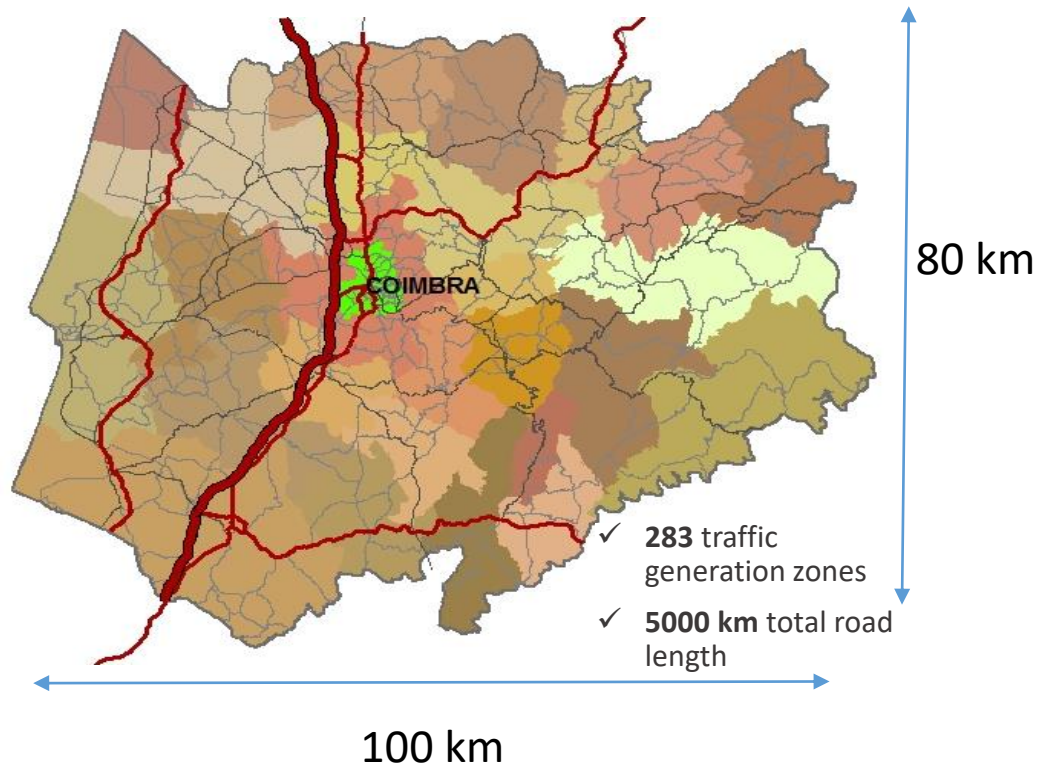 COIMBRA
80 km
✓ 283 traffic
generation zones
✓ 5000 km total road
length
100 km